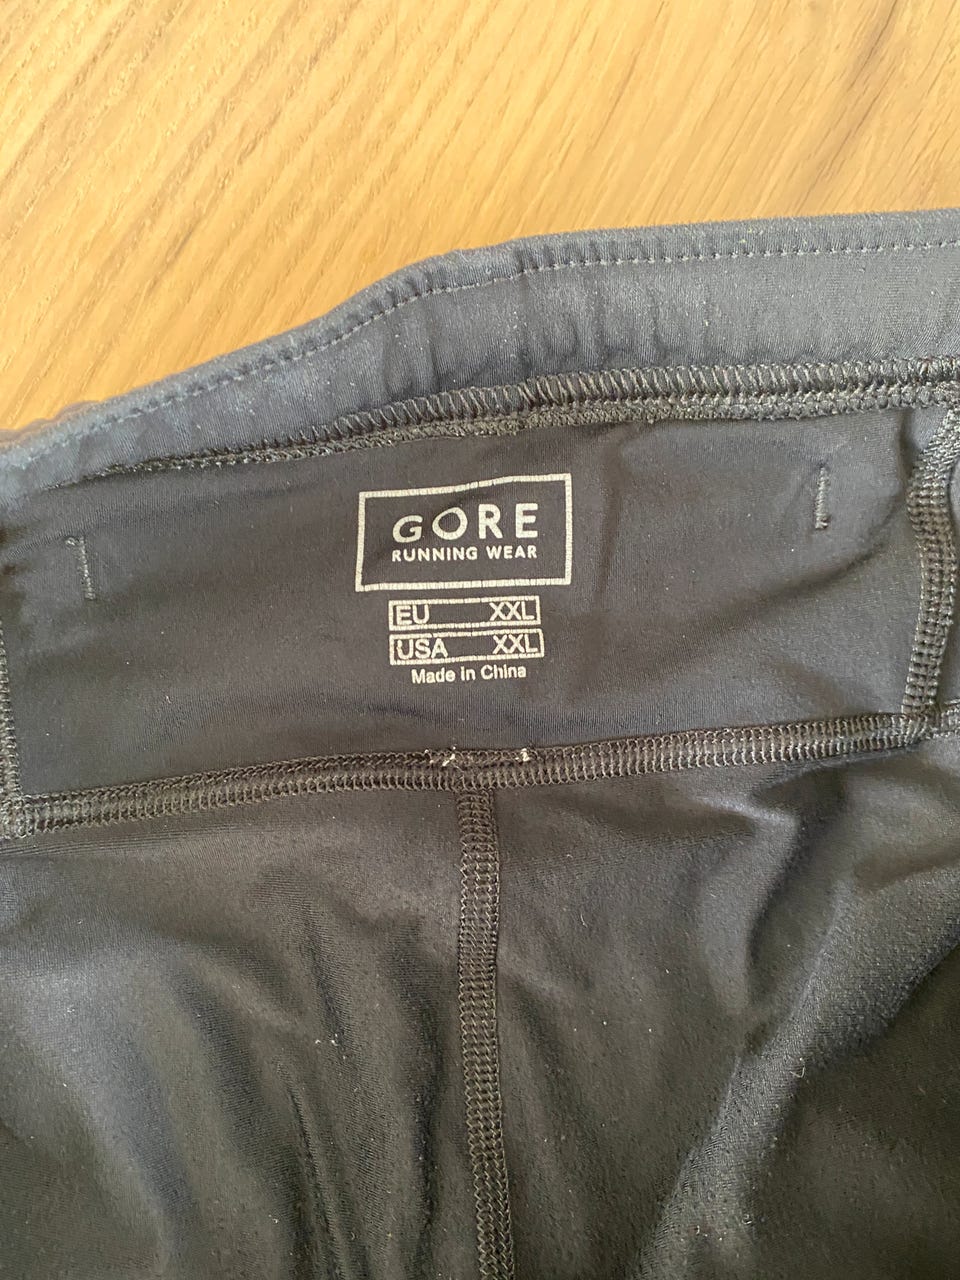 GORE
RUNNING WEAR
EU XXL
USA XXL
Made in China